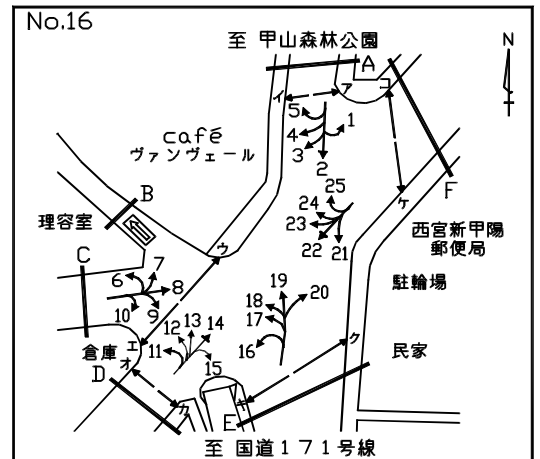 No.16
至 甲山森林公園
N
A
ア
イ
コ
5
1
4
3
2
café
ヴァンヴェール
25
24
23
22
21
ケ
F
B
理容室
西宮新甲陽
郵便局
C
ウ
7
6
8
10
9
19
20
18
17
16
駐輪場
13
12
14
11
15
エ
オ
倉庫
ク
民家
D
カ
キ
E
至 国道171号線